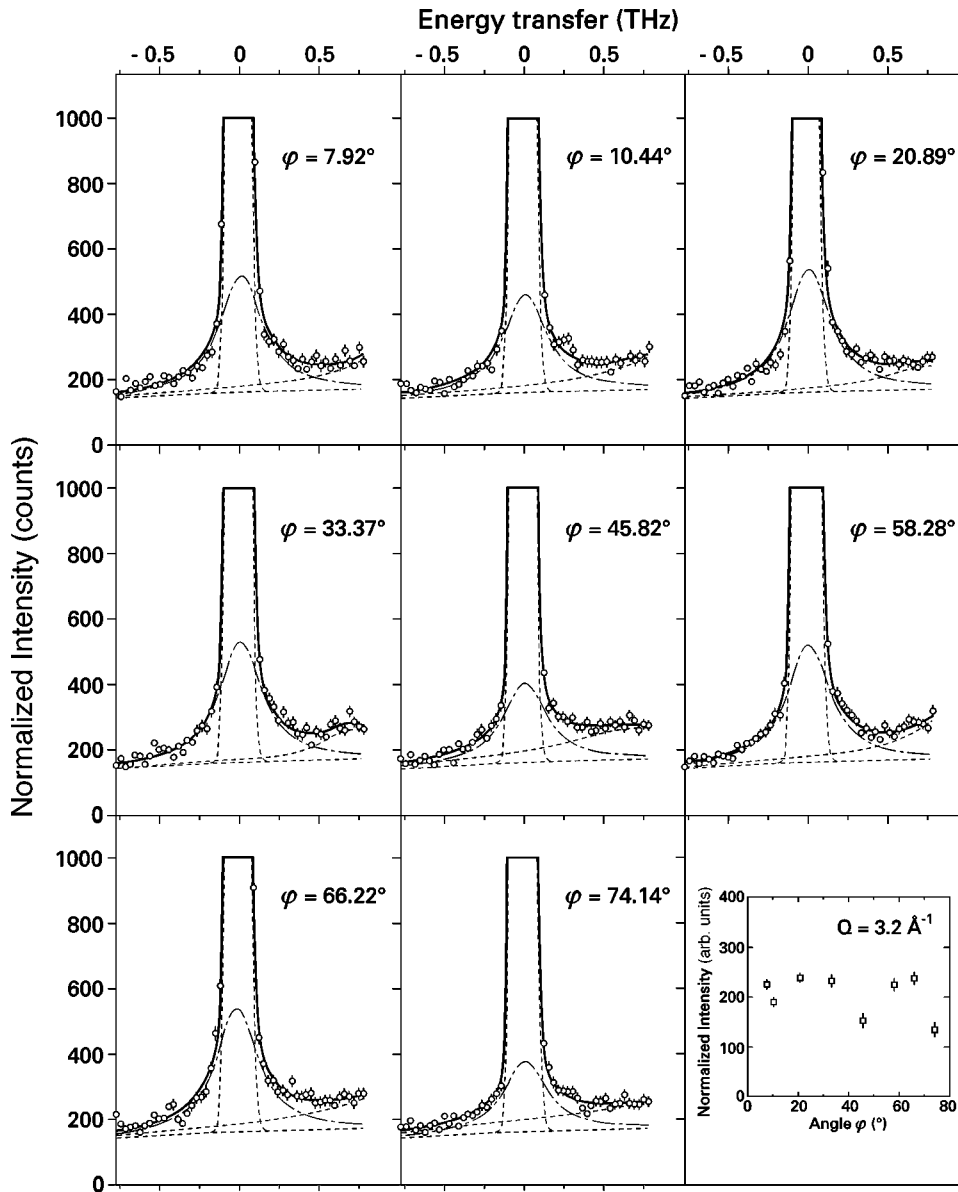 Energy transfer (THz)
- 0.5 0 0.5 - 0.5 0 0.5 - 0.5 0 0.5
Normalized Intensity (counts)
1000
800
600
400
200
0
φ = 7.92°
φ = 10.44°
φ = 20.89°
1000
800
600
400
200
0
φ = 33.37°
φ = 45.82°
φ = 58.28°
1000
800
600
400
200
0
φ = 66.22°
φ = 74.14°
Normalized Intensity (arb. units)
400
300
200
100
0
Q = 3.2 Å⁻¹
0 20 40 60 80
Angle φ (°)